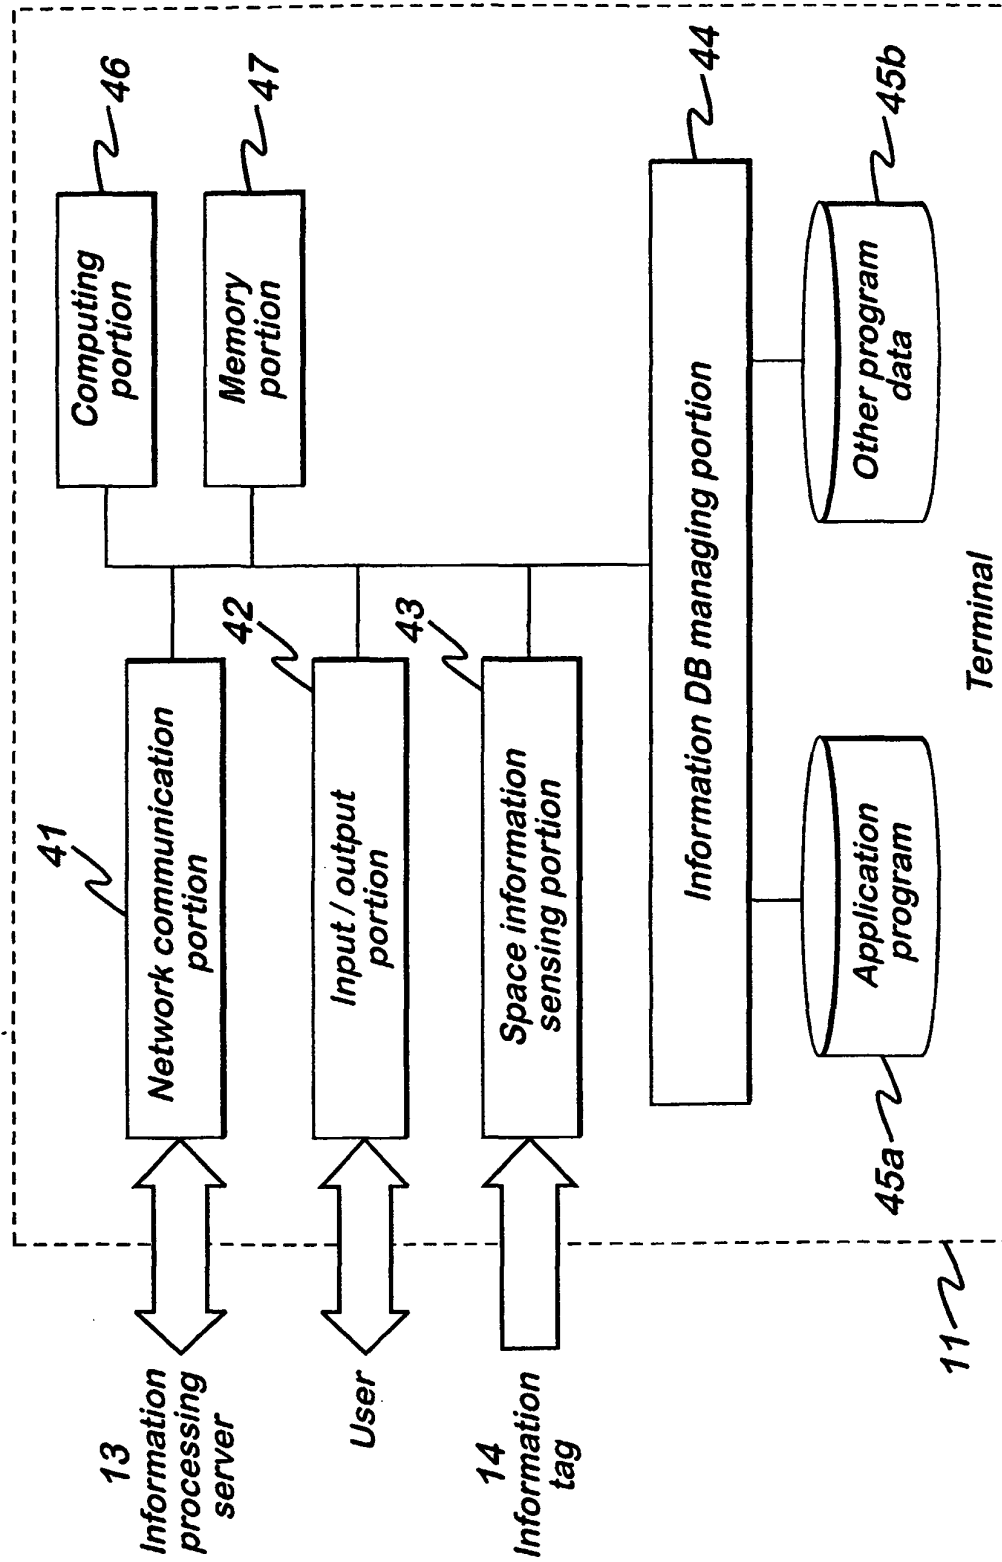 13
Information
processing
server
User
14
Information
tag
11
41
Network communication
portion
42
Input / output
portion
43
Space information
sensing portion
46
Computing
portion
47
Memory
portion
44
Information DB managing portion
45a
Application
program
45b
Other program
data
Terminal